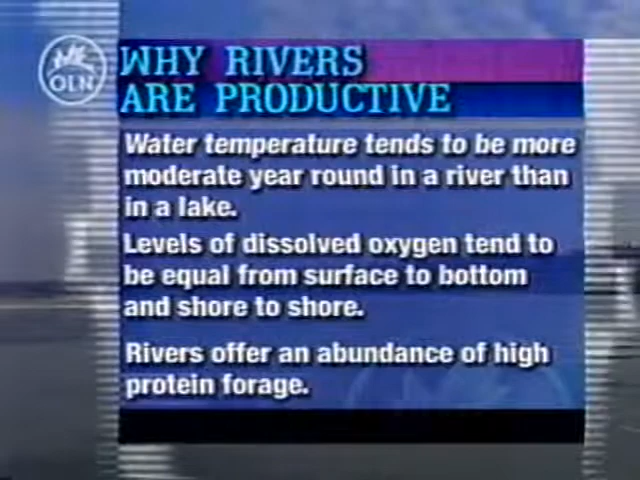 OLN
WHY RIVERS
ARE PRODUCTIVE
Water temperature tends to be more
moderate year round in a river than
in a lake.
Levels of dissolved oxygen tend to
be equal from surface to bottom
and shore to shore.
Rivers offer an abundance of high
protein forage.